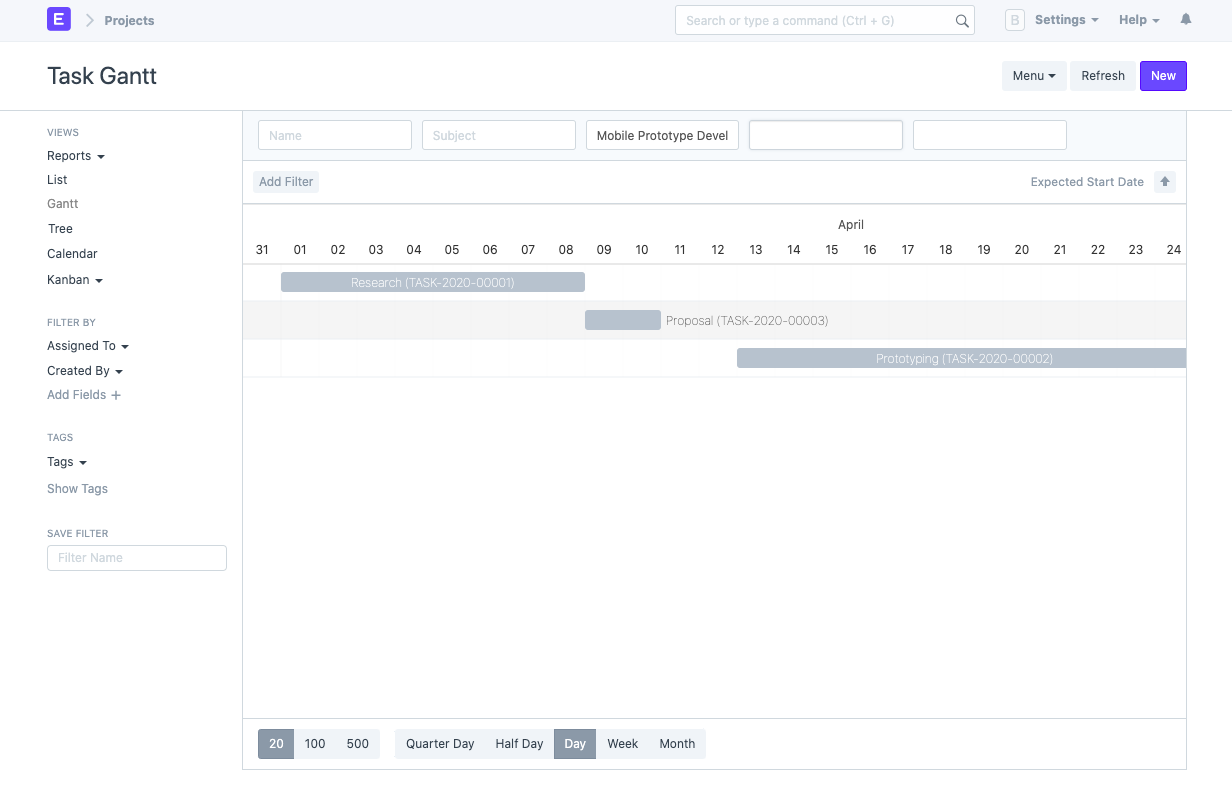 E Projects Search or type a command (Ctrl + G) B Settings Help
Task Gantt Menu Refresh New
VIEWS
Reports
List
Gantt
Tree
Calendar
Kanban
FILTER BY
Assigned To
Created By
Add Fields
TAGS
Tags
Show Tags
SAVE FILTER
Filter Name
Name Subject Mobile Prototype Devel
Add Filter Expected Start Date
April
31 01 02 03 04 05 06 07 08 09 10 11 12 13 14 15 16 17 18 19 20 21 22 23 24
Research (TASK-2020-00001)
Proposal (TASK-2020-00003)
Prototyping (TASK-2020-00002)
20 100 500 Quarter Day Half Day Day Week Month